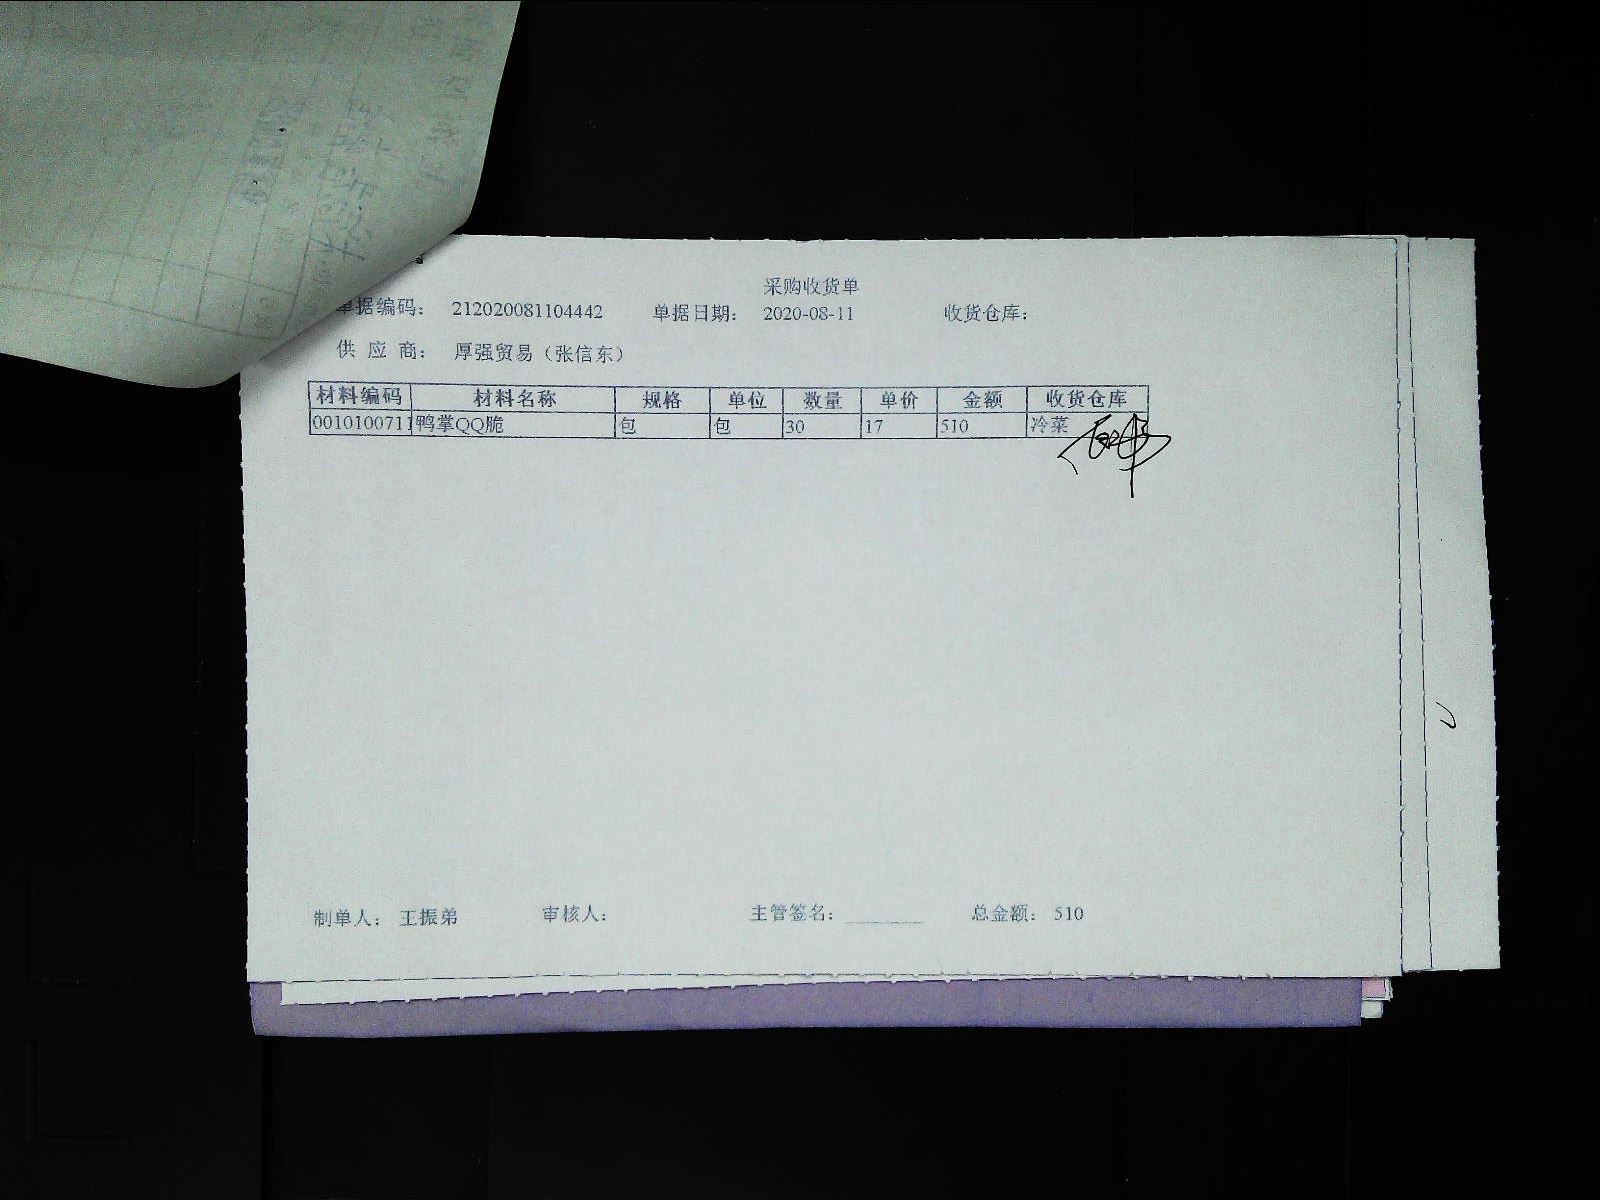 采购收货单
单据编码： 212020081104442 单据日期： 2020-08-11 收货仓库：
供 应 商： 厚强贸易（张信东）
材料编码 材料名称 规格 单位 数量 单价 金额 收货仓库
0010100711 鸭掌QQ脆 包 包 30 17 510 冷菜
制单人： 王振弟 审核人： 主管签名： 总金额： 510